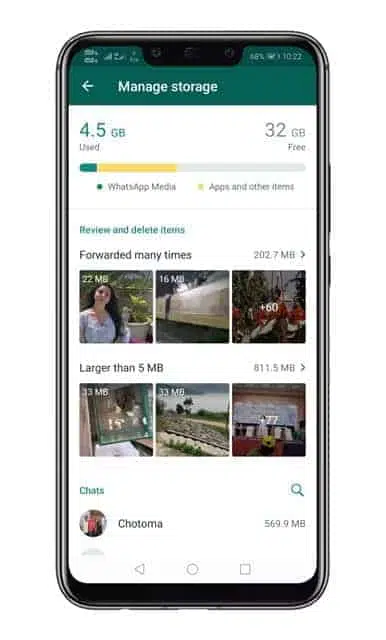 68% 10:22
Manage storage
4.5 GB 32 GB
Used Free
WhatsApp Media Apps and other items
Review and delete items
Forwarded many times 202.7 MB
22 MB 16 MB +60
Larger than 5 MB 811.5 MB
33 MB 33 MB +77
Chats
Chotoma 569.9 MB